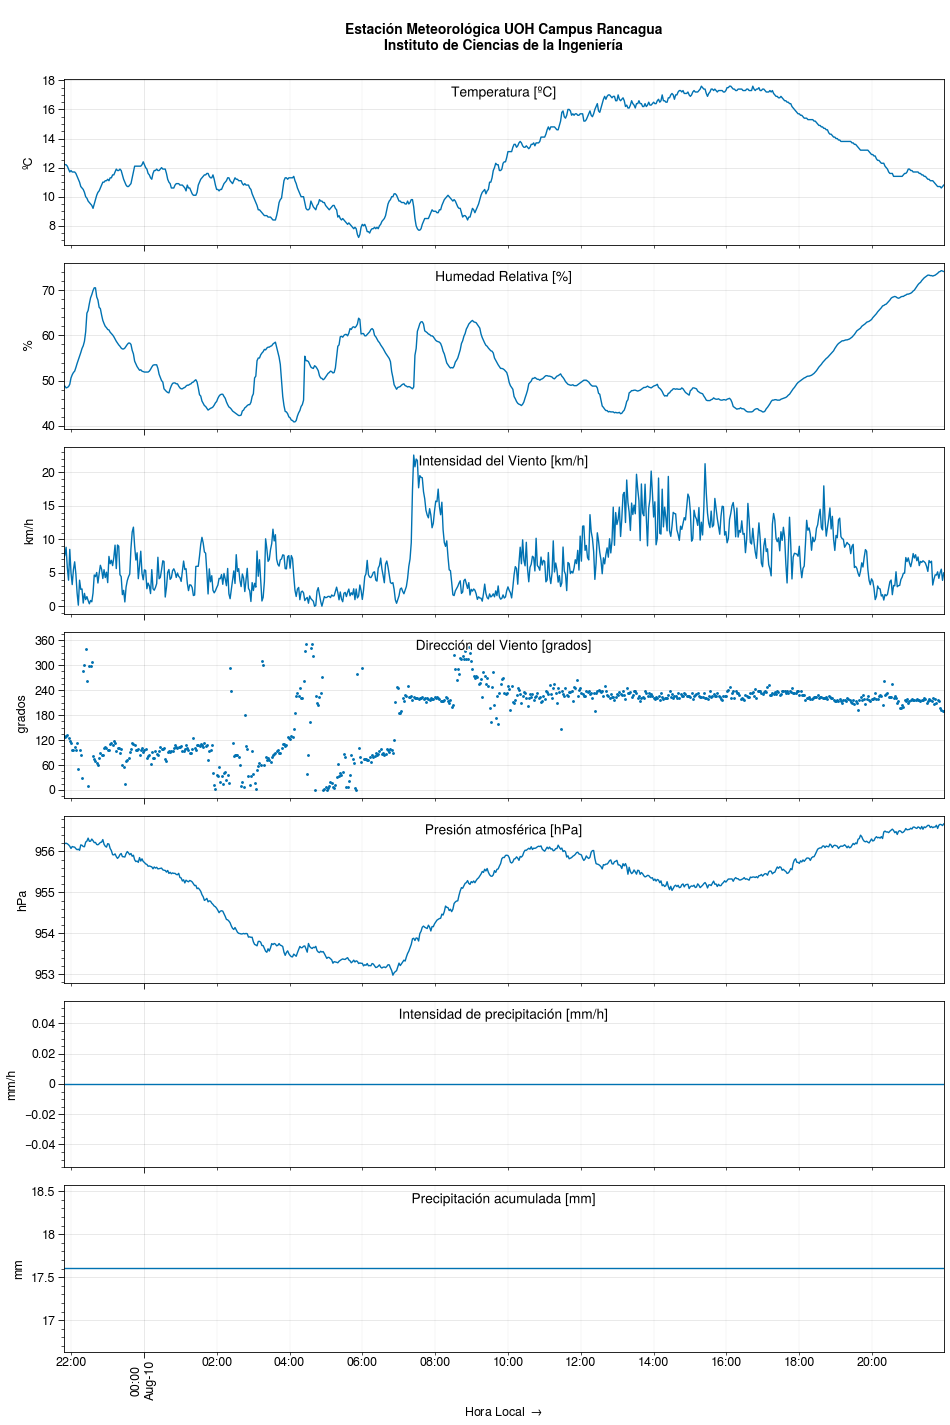 Estación Meteorológica UOH Campus Rancagua
Instituto de Ciencias de la Ingeniería
Temperatura [ºC]
18
16
14
12
10
8
ºC
Humedad Relativa [%]
70
60
50
40
%
Intensidad del Viento [km/h]
20
15
10
5
0
km/h
Dirección del Viento [grados]
360
300
240
180
120
60
0
grados
Presión atmosférica [hPa]
956
955
954
953
hPa
Intensidad de precipitación [mm/h]
0.04
0.02
0
−0.02
−0.04
mm/h
Precipitación acumulada [mm]
18.5
18
17.5
17
mm
22:00
00:00
Aug-10
02:00
04:00
06:00
08:00
10:00
12:00
14:00
16:00
18:00
20:00
Hora Local →